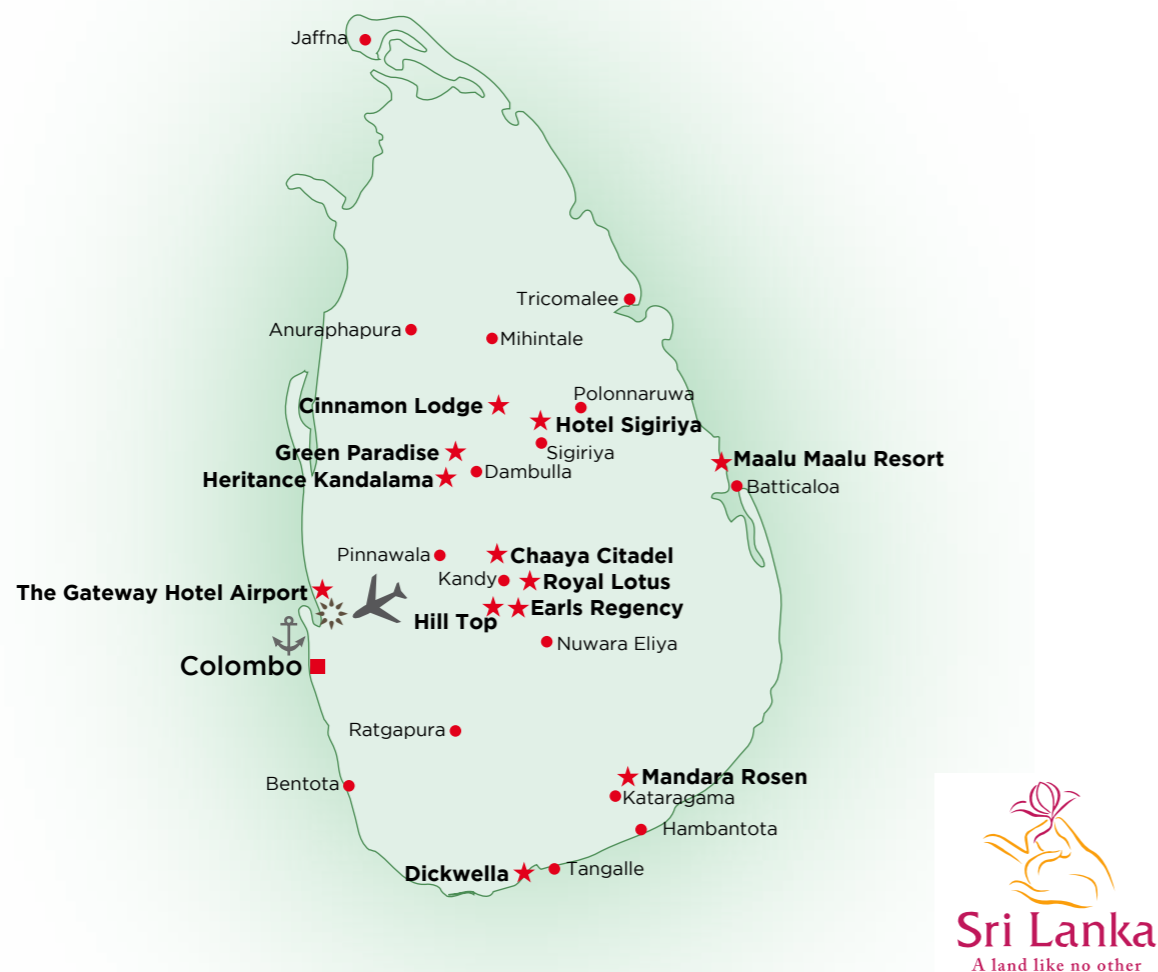 Jaffna
Tricomalee
Anuraphapura
Mihintale
Polonnaruwa
Cinnamon Lodge
Hotel Sigiriya
Green Paradise
Sigiriya
Maalu Maalu Resort
Dambulla
Heritance Kandalama
Batticaloa
Pinnawala
Chaaya Citadel
Kandy
Royal Lotus
The Gateway Hotel Airport
Earls Regency
Hill Top
Nuwara Eliya
Colombo
Ratgapura
Mandara Rosen
Bentota
Kataragama
Hambantota
Tangalle
Dickwella
Sri Lanka
A land like no other